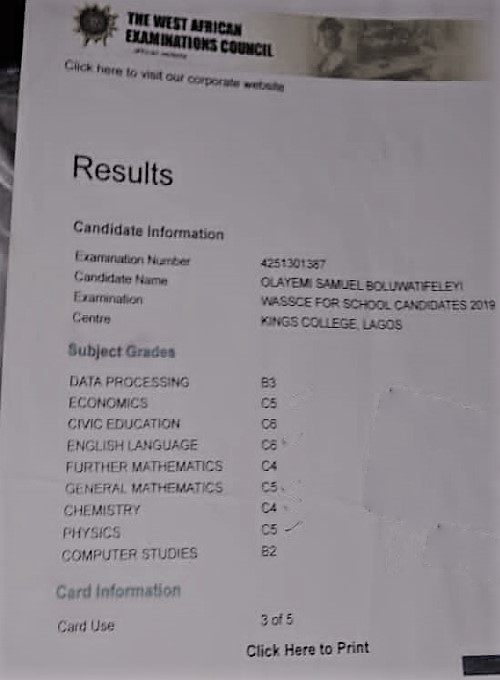 THE WEST AFRICAN
EXAMINATIONS COUNCIL
Click here to visit our corporate website
Results
Candidate Information
Examination Number 4251301387
Candidate Name OLAYEMI SAMUEL BOLUWATIFELEYI
Examination WASSCE FOR SCHOOL CANDIDATES 2019
Centre KINGS COLLEGE, LAGOS
Subject Grades
DATA PROCESSING B3
ECONOMICS C5
CIVIC EDUCATION C6
ENGLISH LANGUAGE C6
FURTHER MATHEMATICS C4
GENERAL MATHEMATICS C5
CHEMISTRY C4
PHYSICS C5
COMPUTER STUDIES B2
Card Information
Card Use 3 of 5
Click Here to Print